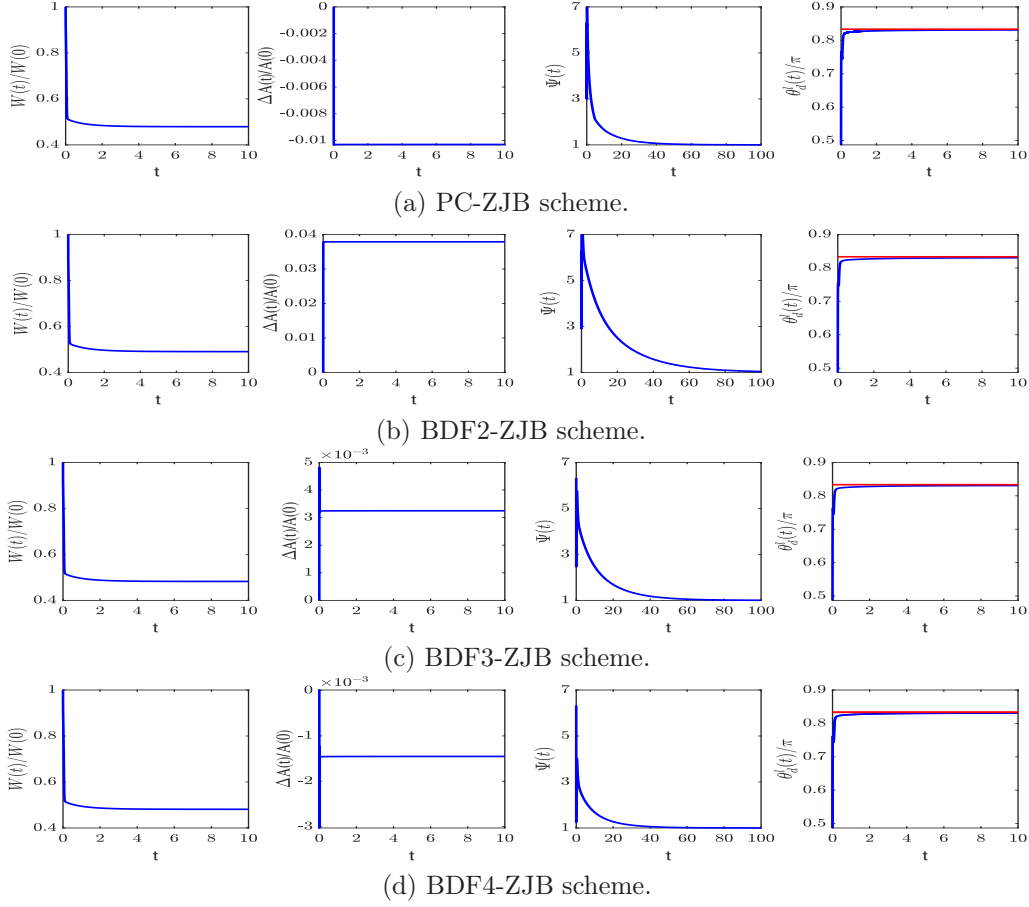 W(t)/W(0)
1
0.8
0.6
0.4
0 2 4 6 8 10
t
ΔA(t)/A(0)
0
-0.002
-0.004
-0.006
-0.008
-0.01
0 2 4 6 8 10
t
Ψ(t)
7
5
3
1
0 20 40 60 80 100
t
θ_d^l(t)/π
0.9
0.8
0.7
0.6
0.5
0 2 4 6 8 10
t
(a) PC-ZJB scheme.
W(t)/W(0)
1
0.8
0.6
0.4
0 2 4 6 8 10
t
ΔA(t)/A(0)
0.04
0.03
0.02
0.01
0
0 2 4 6 8 10
t
Ψ(t)
7
5
3
1
0 20 40 60 80 100
t
θ_d^l(t)/π
0.9
0.8
0.7
0.6
0.5
0 2 4 6 8 10
t
(b) BDF2-ZJB scheme.
W(t)/W(0)
1
0.8
0.6
0.4
0 2 4 6 8 10
t
ΔA(t)/A(0)
×10⁻³
5
4
3
2
1
0
0 2 4 6 8 10
t
Ψ(t)
7
5
3
1
0 20 40 60 80 100
t
θ_d^l(t)/π
0.9
0.8
0.7
0.6
0.5
0 2 4 6 8 10
t
(c) BDF3-ZJB scheme.
W(t)/W(0)
1
0.8
0.6
0.4
0 2 4 6 8 10
t
ΔA(t)/A(0)
×10⁻³
0
-1
-2
-3
0 2 4 6 8 10
t
Ψ(t)
7
5
3
1
0 20 40 60 80 100
t
θ_d^l(t)/π
0.9
0.8
0.7
0.6
0.5
0 2 4 6 8 10
t
(d) BDF4-ZJB scheme.